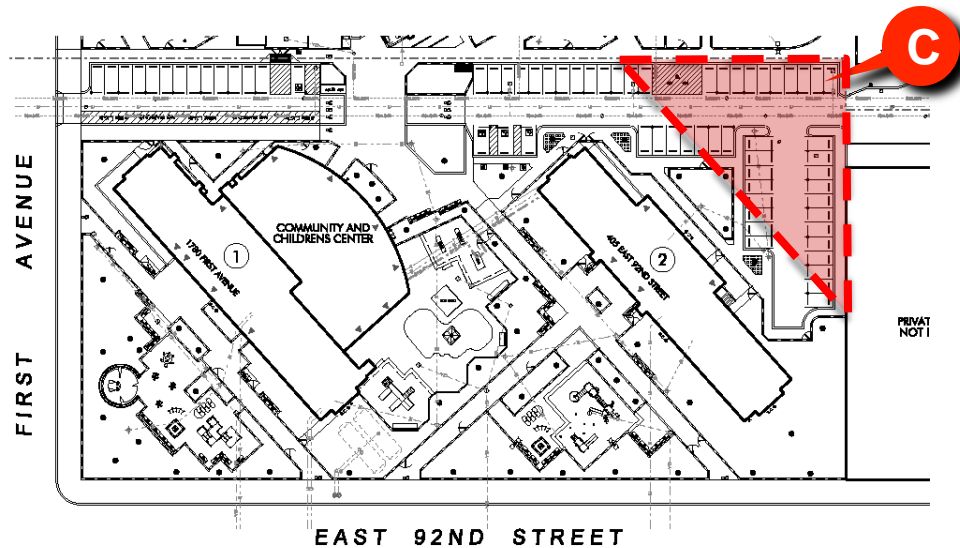 C
FIRST AVENUE
COMMUNITY AND
CHILDRENS CENTER
1
1780 FIRST AVENUE
2
405 EAST 92ND STREET
PRIVAT
NOT I
EAST 92ND STREET